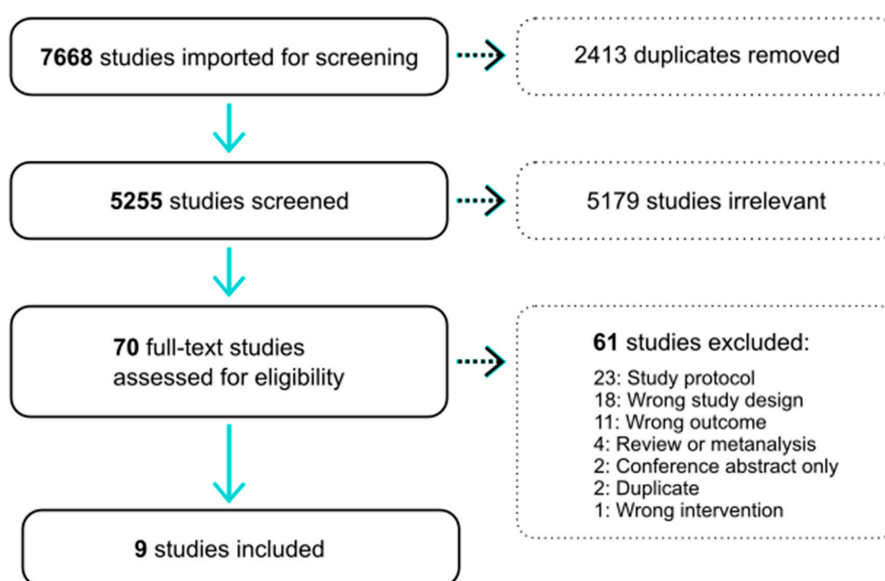 7668 studies imported for screening
2413 duplicates removed
5255 studies screened
5179 studies irrelevant
70 full-text studies
assessed for eligibility
61 studies excluded:
23: Study protocol
18: Wrong study design
11: Wrong outcome
4: Review or metanalysis
2: Conference abstract only
2: Duplicate
1: Wrong intervention
9 studies included